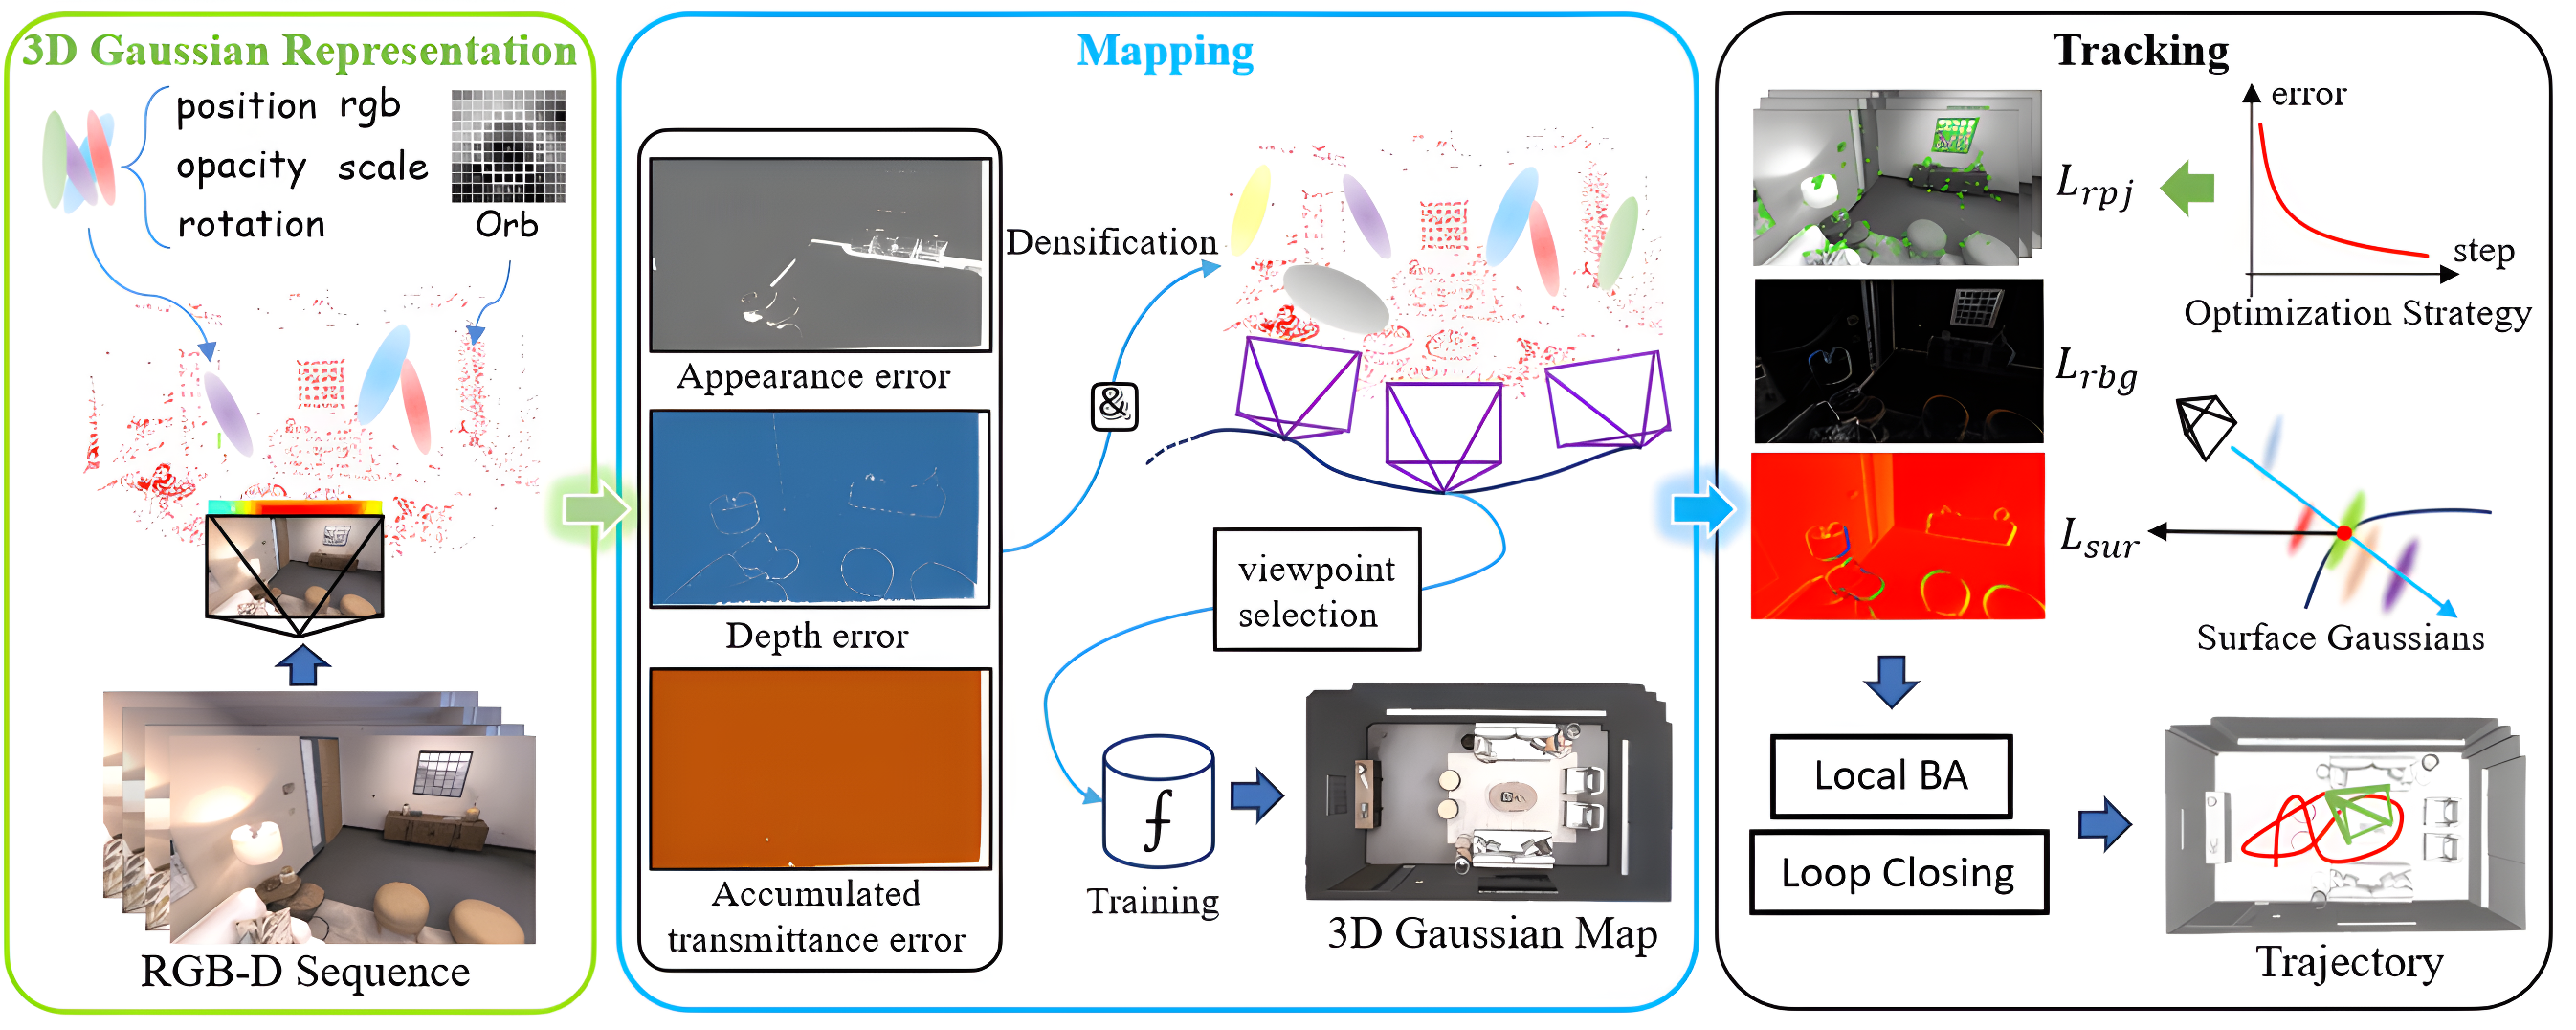 3D Gaussian Representation
position rgb
opacity scale
rotation
Orb
RGB-D Sequence
Mapping
Appearance error
Depth error
Accumulated
transmittance error
Densification
&
viewpoint
selection
f
Training
3D Gaussian Map
Tracking
error
step
Optimization Strategy
L_{rpj}
L_{rbg}
L_{sur}
Surface Gaussians
Local BA
Loop Closing
Trajectory